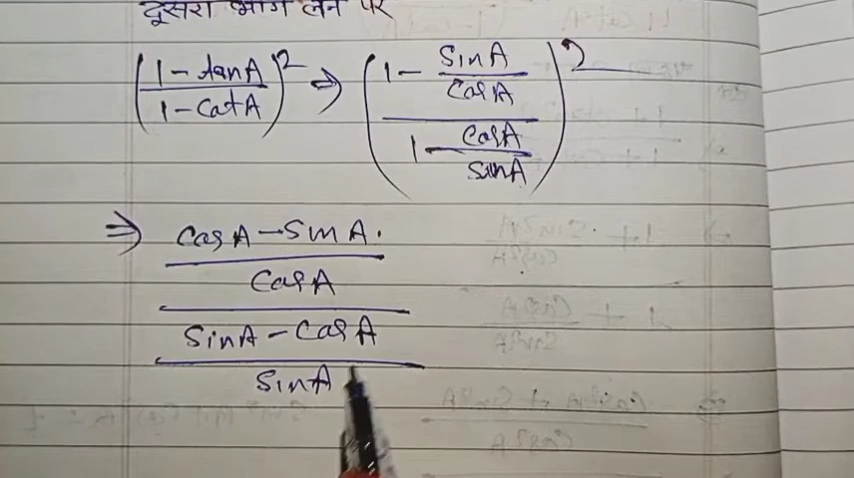 दूसरा भाग लेने पर
(1 - tanA / 1 - CotA)² ⇒ (1 - SinA/CosA / 1 - CosA/SinA)²
⇒ CosA - SinA.
CosA
SinA - CosA
SinA